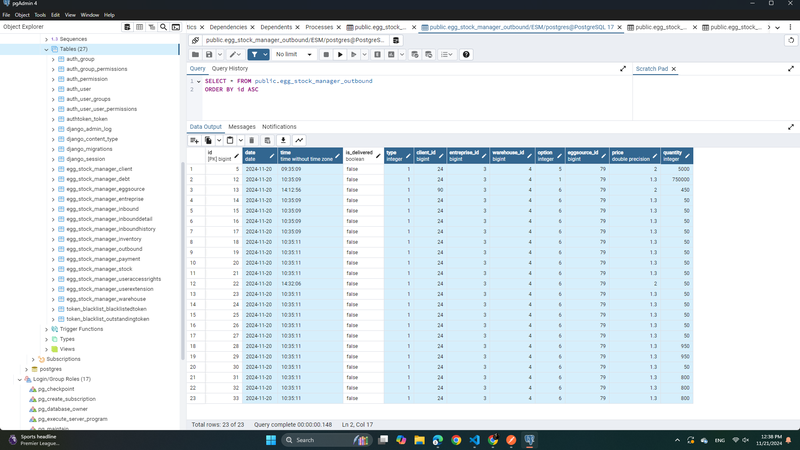 pgAdmin 4
File Object Tools Edit View Window Help
Object Explorer
Sequences
Tables (27)
auth_group
auth_group_permissions
auth_permission
auth_user
auth_user_groups
auth_user_user_permissions
authtoken_token
django_admin_log
django_content_type
django_migrations
django_session
egg_stock_manager_client
egg_stock_manager_debt
egg_stock_manager_eggsource
egg_stock_manager_entreprise
egg_stock_manager_inbound
egg_stock_manager_inbounddetail
egg_stock_manager_inboundhistory
egg_stock_manager_inventory
egg_stock_manager_outbound
egg_stock_manager_payment
egg_stock_manager_stock
egg_stock_manager_useraccessrights
egg_stock_manager_userextension
egg_stock_manager_warehouse
token_blacklist_blacklistedtoken
token_blacklist_outstandingtoken
Trigger Functions
Types
Views
Subscriptions
postgres
Login/Group Roles (17)
pg_checkpoint
pg_create_subscription
pg_database_owner
pg_execute_server_program
pg_maintain
tics Dependencies Dependents Processes public.egg_stock_... public.egg_stock_manager_outbound/ESM/postgres@PostgreSQL 17 public.egg_stock_... public.egg_stock_...
public.egg_stock_manager_outbound/ESM/postgres@PostgreS...
No limit
Query Query History
Scratch Pad
1 SELECT * FROM public.egg_stock_manager_outbound
2 ORDER BY id ASC
Data Output Messages Notifications
id date time is_delivered type client_id entreprise_id warehouse_id option eggsource_id price quantity
[PK] bigint date time without time zone boolean integer bigint bigint bigint integer bigint double precision integer
1 5 2024-11-20 09:35:09 false 1 24 3 4 5 79 2 5000
2 12 2024-11-20 10:35:09 false 1 24 3 4 1 79 1.3 750000
3 13 2024-11-20 14:12:56 false 1 90 3 4 6 79 2 450
4 14 2024-11-20 10:35:09 false 1 24 3 4 6 79 1.3 50
5 15 2024-11-20 10:35:09 false 1 24 3 4 6 79 1.3 50
6 16 2024-11-20 10:35:09 false 1 24 3 4 6 79 1.3 50
7 17 2024-11-20 10:35:09 false 1 24 3 4 6 79 1.3 50
8 18 2024-11-20 10:35:11 false 1 24 3 4 6 79 1.3 50
9 19 2024-11-20 10:35:11 false 1 24 3 4 6 79 1.3 50
10 20 2024-11-20 10:35:11 false 1 24 3 4 6 79 1.3 50
11 21 2024-11-20 10:35:11 false 1 24 3 4 6 79 1.3 50
12 22 2024-11-20 14:32:06 false 1 24 3 4 6 79 2 50
13 23 2024-11-20 10:35:11 false 1 24 3 4 6 79 1.3 50
14 24 2024-11-20 10:35:11 false 1 24 3 4 6 79 1.3 50
15 25 2024-11-20 10:35:11 false 1 24 3 4 6 79 1.3 50
16 26 2024-11-20 10:35:11 false 1 24 3 4 6 79 1.3 50
17 27 2024-11-20 10:35:11 false 1 24 3 4 6 79 1.3 50
18 28 2024-11-20 10:35:11 false 1 24 3 4 6 79 1.3 950
19 29 2024-11-20 10:35:11 false 1 24 3 4 6 79 1.3 950
20 30 2024-11-20 10:35:11 false 1 24 3 4 6 79 1.3 50
21 31 2024-11-20 10:35:11 false 1 24 3 4 6 79 1.3 800
22 32 2024-11-20 10:35:11 false 1 24 3 4 6 79 1.3 800
23 33 2024-11-20 10:35:11 false 1 24 3 4 6 79 1.3 800
Total rows: 23 of 23 Query complete 00:00:00.148 Ln 2, Col 17
Sports headline
Premier League...
Search
ENG
12:38 PM
11/21/2024